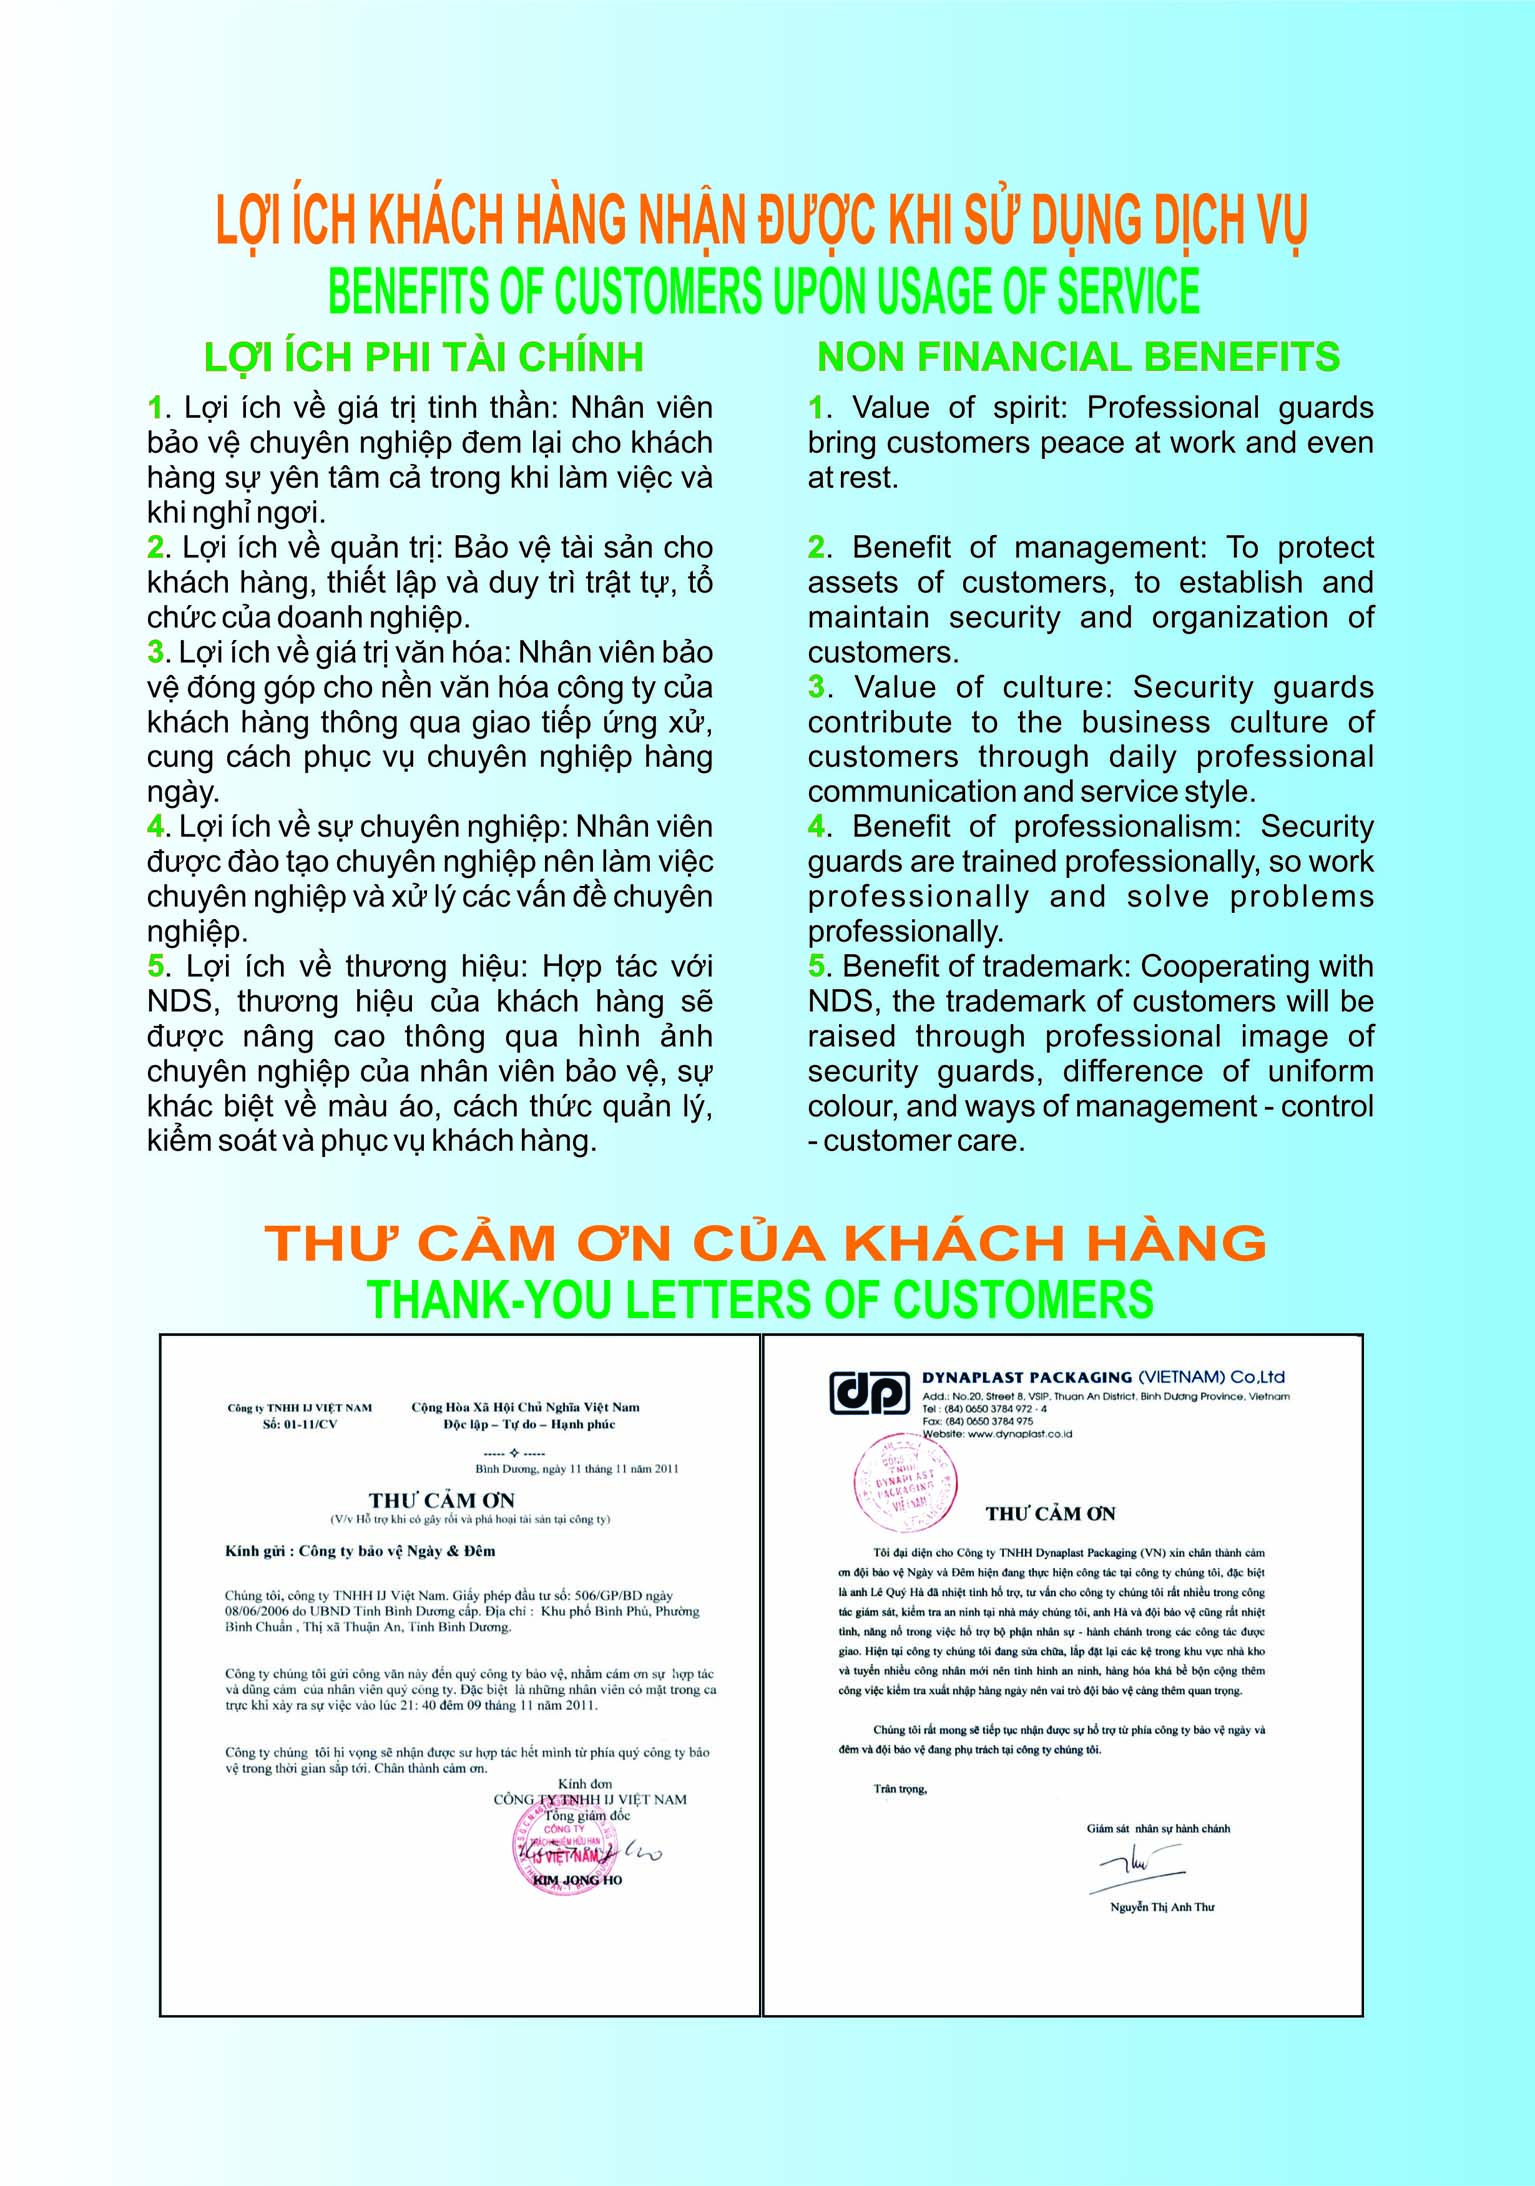 LỢI ÍCH KHÁCH HÀNG NHẬN ĐƯỢC KHI SỬ DỤNG DỊCH VỤ
BENEFITS OF CUSTOMERS UPON USAGE OF SERVICE
LỢI ÍCH PHI TÀI CHÍNH
1. Lợi ích về giá trị tinh thần: Nhân viên
bảo vệ chuyên nghiệp đem lại cho khách
hàng sự yên tâm cả trong khi làm việc và
khi nghỉ ngơi.
2. Lợi ích về quản trị: Bảo vệ tài sản cho
khách hàng, thiết lập và duy trì trật tự, tổ
chức của doanh nghiệp.
3. Lợi ích về giá trị văn hóa: Nhân viên bảo
vệ đóng góp cho nền văn hóa công ty của
khách hàng thông qua giao tiếp ứng xử,
cung cách phục vụ chuyên nghiệp hàng
ngày.
4. Lợi ích về sự chuyên nghiệp: Nhân viên
được đào tạo chuyên nghiệp nên làm việc
chuyên nghiệp và xử lý các vấn đề chuyên
nghiệp.
5. Lợi ích về thương hiệu: Hợp tác với
NDS, thương hiệu của khách hàng sẽ
được nâng cao thông qua hình ảnh
chuyên nghiệp của nhân viên bảo vệ, sự
khác biệt về màu áo, cách thức quản lý,
kiểm soát và phục vụ khách hàng.
NON FINANCIAL BENEFITS
1. Value of spirit: Professional guards
bring customers peace at work and even
at rest.
2. Benefit of management: To protect
assets of customers, to establish and
maintain security and organization of
customers.
3. Value of culture: Security guards
contribute to the business culture of
customers through daily professional
communication and service style.
4. Benefit of professionalism: Security
guards are trained professionally, so work
professionally and solve problems
professionally.
5. Benefit of trademark: Cooperating with
NDS, the trademark of customers will be
raised through professional image of
security guards, difference of uniform
colour, and ways of management - control
- customer care.
THƯ CẢM ƠN CỦA KHÁCH HÀNG
THANK-YOU LETTERS OF CUSTOMERS
Công ty TNHH IJ VIỆT NAM
Số: 01-11/CV
Cộng Hòa Xã Hội Chủ Nghĩa Việt Nam
Độc lập – Tự do – Hạnh phúc
Bình Dương, ngày 11 tháng 11 năm 2011
THƯ CẢM ƠN
(V/v Hỗ trợ khi có gây rối và phá hoại tài sản tại công ty)
Kính gửi : Công ty bảo vệ Ngày & Đêm
Chúng tôi, công ty TNHH IJ Việt Nam. Giấy phép đầu tư số: 506/GP/BD ngày
08/06/2006 do UBND Tỉnh Bình Dương cấp. Địa chỉ : Khu phố Bình Phú, Phường
Bình Chuẩn , Thị xã Thuận An, Tỉnh Bình Dương.
Công ty chúng tôi gửi công văn này đến quý công ty bảo vệ, nhằm cám ơn sự hợp tác
và dũng cảm của nhân viên quý công ty. Đặc biệt là những nhân viên có mặt trong ca
trực khi xảy ra sự việc vào lúc 21: 40 đêm 09 tháng 11 năm 2011.
Công ty chúng tôi hi vọng sẽ nhận được sư hợp tác hết mình từ phía quý công ty bảo
vệ trong thời gian sắp tới. Chân thành cảm ơn.
Kính đơn
CÔNG TY TNHH IJ VIỆT NAM
Tổng giám đốc
CÔNG TY
TRÁCH NHIỆM HỮU HẠN
IJ VIỆT NAM
KIM JONG HO
dp
DYNAPLAST PACKAGING (VIETNAM) Co,Ltd
Add.: No.20, Street 8, VSIP, Thuan An District, Binh Dương Province, Vietnam
Tel : (84) 0650 3784 972 - 4
Fax: (84) 0650 3784 975
Website: www.dynaplast.co.id
CÔNG TY
TNHH
DYNAPLAST
PACKAGING
VIỆT NAM
THƯ CẢM ƠN
Tôi đại diện cho Công ty TNHH Dynaplast Packaging (VN) xin chân thành cảm
ơn đội bảo vệ Ngày và Đêm hiện đang thực hiện công tác tại công ty chúng tôi, đặc biệt
là anh Lê Quý Hà đã nhiệt tình hổ trợ, tư vấn cho công ty chúng tôi rất nhiều trong công
tác giám sát, kiểm tra an ninh tại nhà máy chúng tôi, anh Hà và đội bảo vệ cũng rất nhiệt
tình, năng nổ trong việc hổ trợ bộ phận nhân sự - hành chánh trong các công tác được
giao. Hiện tại công ty chúng tôi đang sửa chữa, lắp đặt lại các kệ trong khu vực nhà kho
và tuyển nhiều công nhân mới nên tình hình an ninh, hàng hóa khá bề bộn cộng thêm
công việc kiểm tra xuất nhập hàng ngày nên vai trò đội bảo vệ càng thêm quan trọng.
Chúng tôi rất mong sẽ tiếp tục nhận được sự hổ trợ từ phía công ty bảo vệ ngày và
đêm và đội bảo vệ đang phụ trách tại công ty chúng tôi.
Trân trọng,
Giám sát nhân sự hành chánh
Thư
Nguyễn Thị Anh Thư